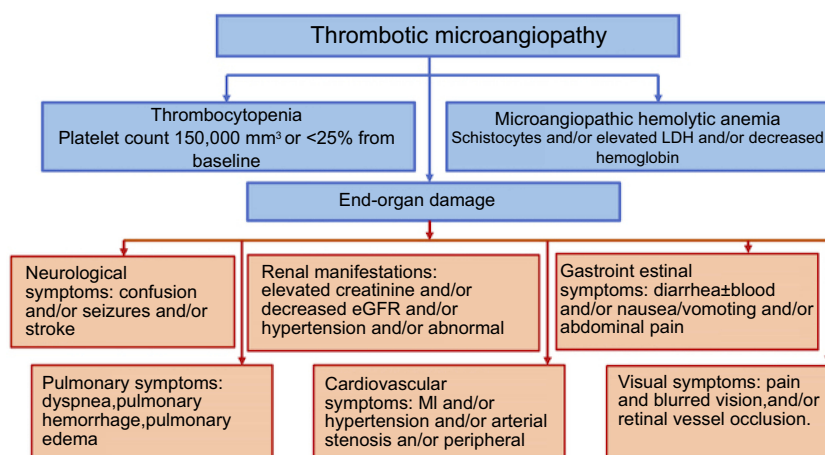 Thrombotic microangiopathy
Thrombocytopenia
Platelet count 150,000 mm³ or <25% from
baseline
Microangiopathic hemolytic anemia
Schistocytes and/or elevated LDH and/or decreased
hemoglobin
End-organ damage
Neurological
symptoms: confusion
and/or seizures and/or
stroke
Renal manifestations:
elevated creatinine and/or
decreased eGFR and/or
hypertension and/or abnormal
Gastroint estinal
symptoms: diarrhea±blood
and/or nausea/vomoting and/or
abdominal pain
Pulmonary symptoms:
dyspnea,pulmonary
hemorrhage,pulmonary
edema
Cardiovascular
symptoms: MI and/or
hypertension and/or arterial
stenosis an/or peripheral
Visual symptoms: pain
and blurred vision,and/or
retinal vessel occlusion.